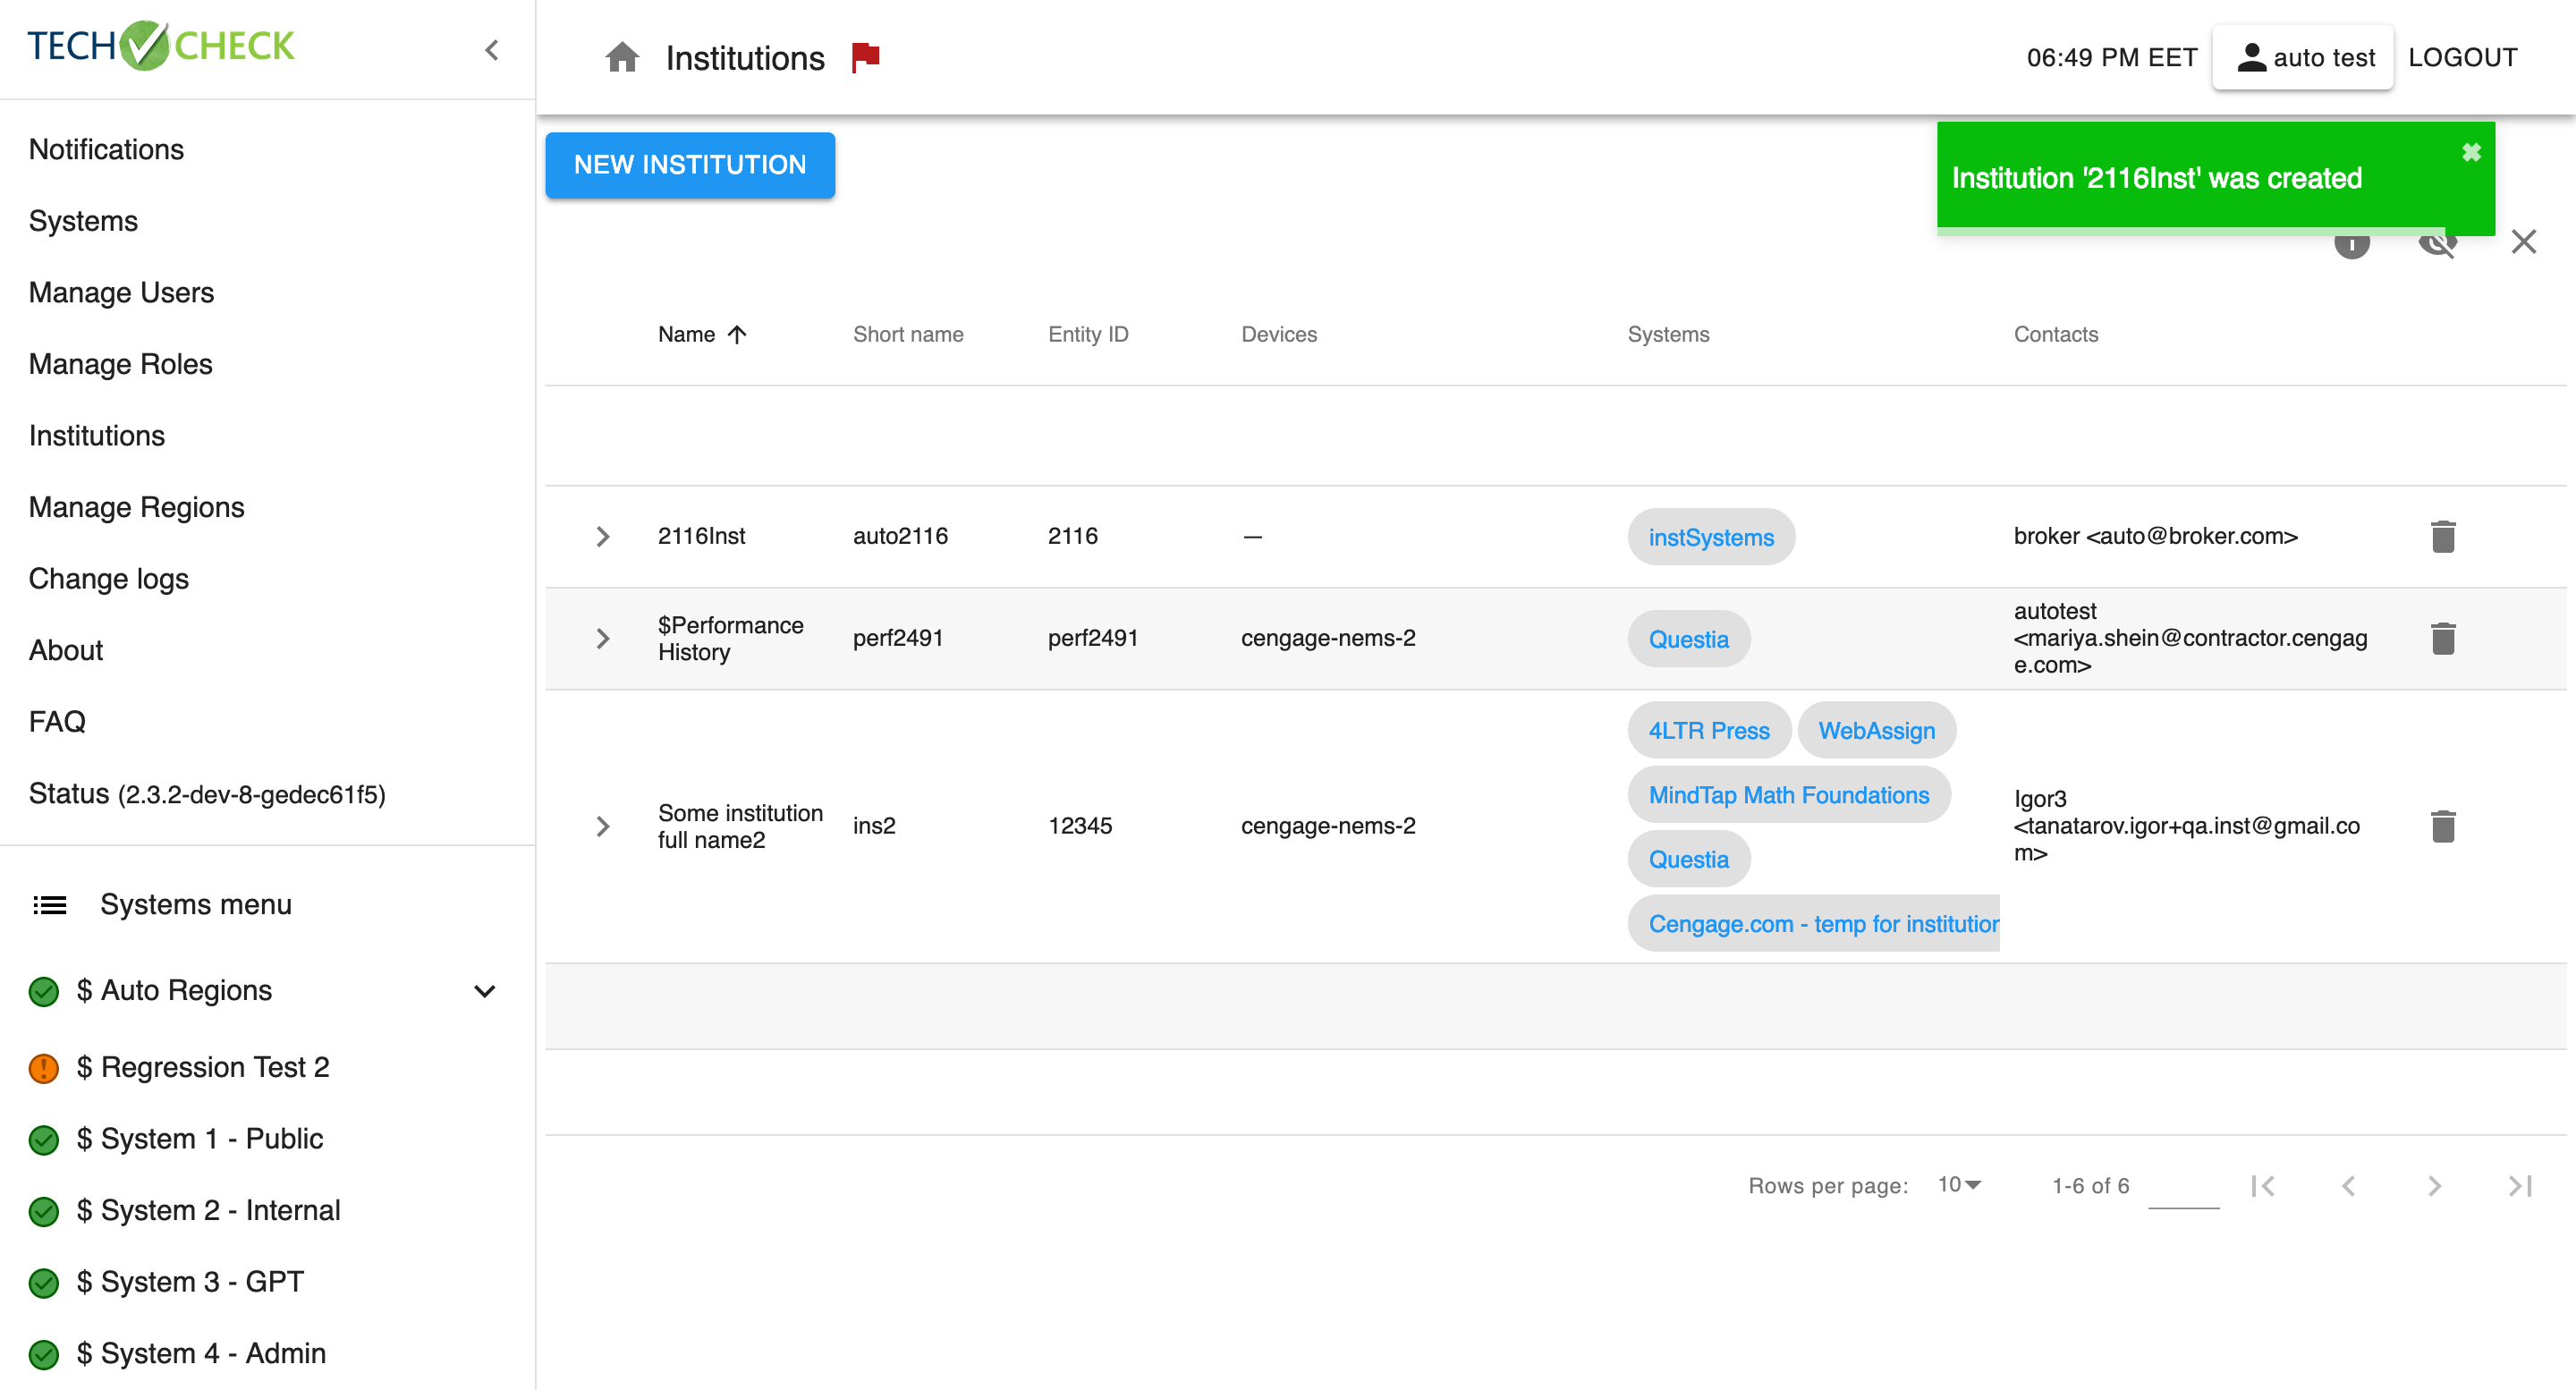 TECH CHECK
Institutions
06:49 PM EET
auto test
LOGOUT
Notifications
Systems
Manage Users
Manage Roles
Institutions
Manage Regions
Change logs
About
FAQ
Status (2.3.2-dev-8-gedec61f5)
Systems menu
$ Auto Regions
$ Regression Test 2
$ System 1 - Public
$ System 2 - Internal
$ System 3 - GPT
$ System 4 - Admin
NEW INSTITUTION
Institution '2116Inst' was created
Name Short name Entity ID Devices Systems Contacts
2116Inst auto2116 2116 — instSystems broker <auto@broker.com>
$Performance
History
perf2491 perf2491 cengage-nems-2 Questia
autotest
<mariya.shein@contractor.cengag
e.com>
Some institution
full name2
ins2 12345 cengage-nems-2
4LTR Press WebAssign
MindTap Math Foundations
Questia
Cengage.com - temp for institution
Igor3
<tanatarov.igor+qa.inst@gmail.co
m>
Rows per page: 10 1-6 of 6